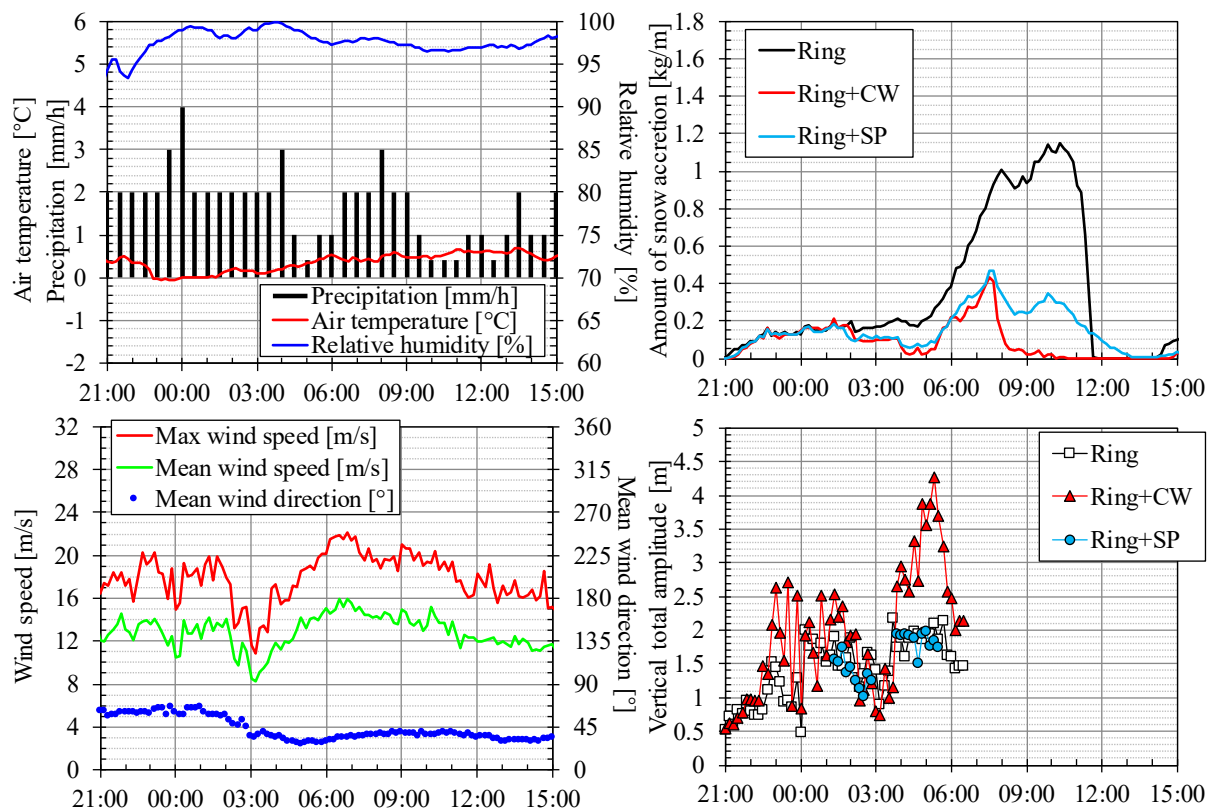 6
5
4
3
2
1
0
-1
-2
100
95
90
85
80
75
70
65
60
Air temperature [°C]
Precipitation [mm/h]
Relative humidity
[%]
Precipitation [mm/h]
Air temperature [°C]
Relative humidity [%]
21:00 00:00 03:00 06:00 09:00 12:00 15:00
1.8
1.6
1.4
1.2
1
0.8
0.6
0.4
0.2
0
Amount of snow accretion [kg/m]
Ring
Ring+CW
Ring+SP
21:00 00:00 03:00 06:00 09:00 12:00 15:00
32
28
24
20
16
12
8
4
0
360
315
270
225
180
135
90
45
0
Wind speed [m/s]
Mean wind direction [°]
Max wind speed [m/s]
Mean wind speed [m/s]
Mean wind direction [°]
21:00 00:00 03:00 06:00 09:00 12:00 15:00
5
4.5
4
3.5
3
2.5
2
1.5
1
0.5
0
Vertical total amplitude [m]
Ring
Ring+CW
Ring+SP
21:00 00:00 03:00 06:00 09:00 12:00 15:00